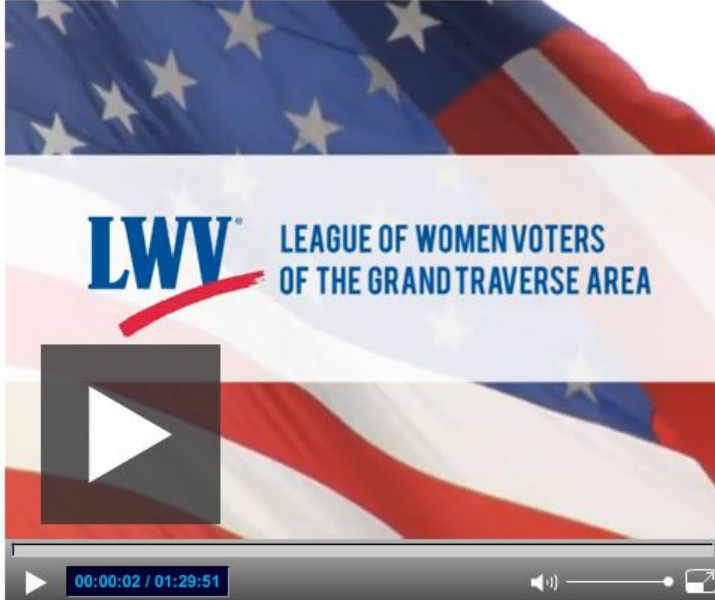 LWV®
LEAGUE OF WOMEN VOTERS
OF THE GRAND TRAVERSE AREA
00:00:02 / 01:29:51